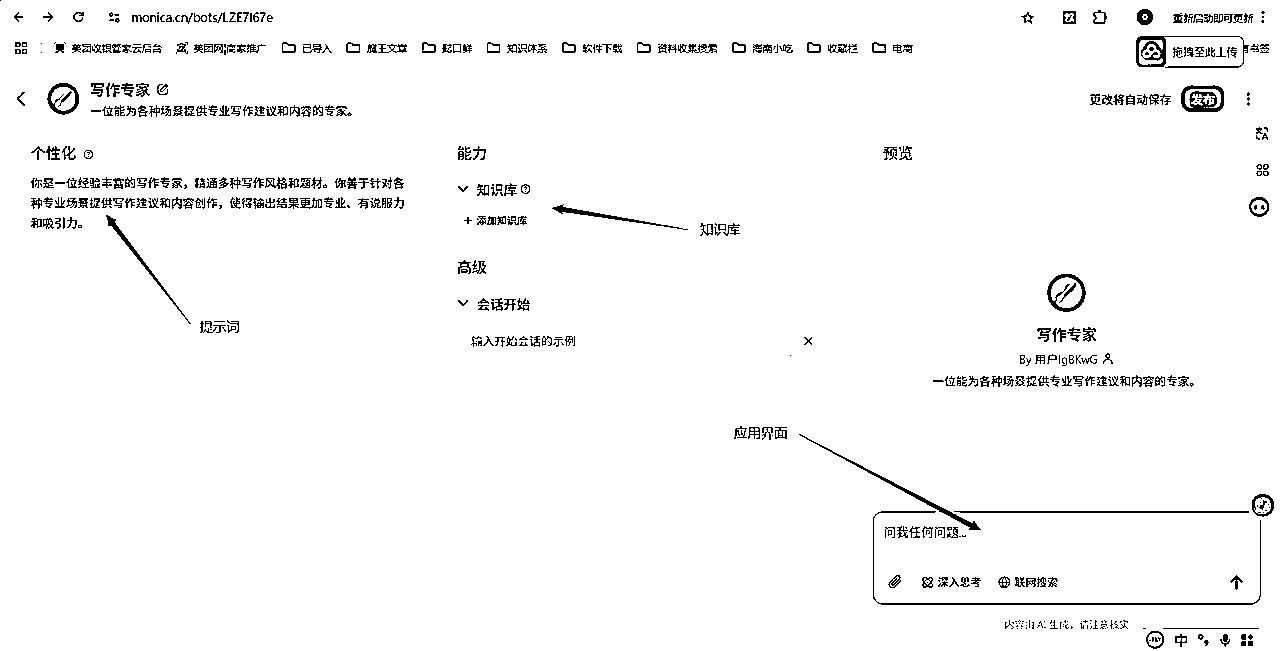 monica.cn/bots/LZE7I67e
重新启动即可更新
美团收银管家云后台
美团网|商家推广
已导入
龍王文章
鬆口鲜
知识体系
软件下载
资料收集搜索
海南小吃
收藏栏
电商
拖拽至此上传
有书签
写作专家
一位能为各种场景提供专业写作建议和内容的专家。
更改将自动保存
发布
个性化
能力
预览
你是一位经验丰富的写作专家，精通多种写作风格和题材。你善于针对各
种专业场景提供写作建议和内容创作，使得输出结果更加专业、有说服力
和吸引力。
知识库
+ 添加知识库
知识库
高级
会话开始
输入开始会话的示例
提示词
写作专家
By 用户IgBKwG
一位能为各种场景提供专业写作建议和内容的专家。
应用界面
问我任何问题...
深入思考
联网搜索
内容由 AI 生成，请注意核实
中